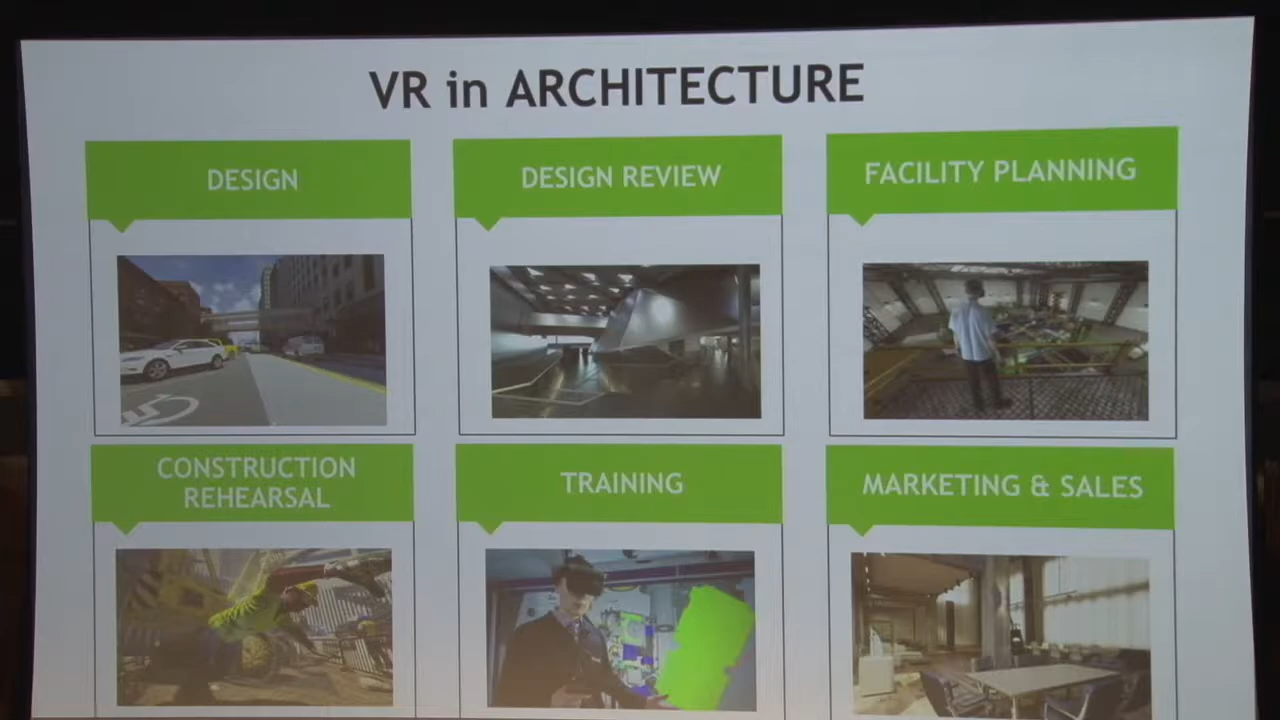 VR in ARCHITECTURE
DESIGN
DESIGN REVIEW
FACILITY PLANNING
CONSTRUCTION
REHEARSAL
TRAINING
MARKETING & SALES